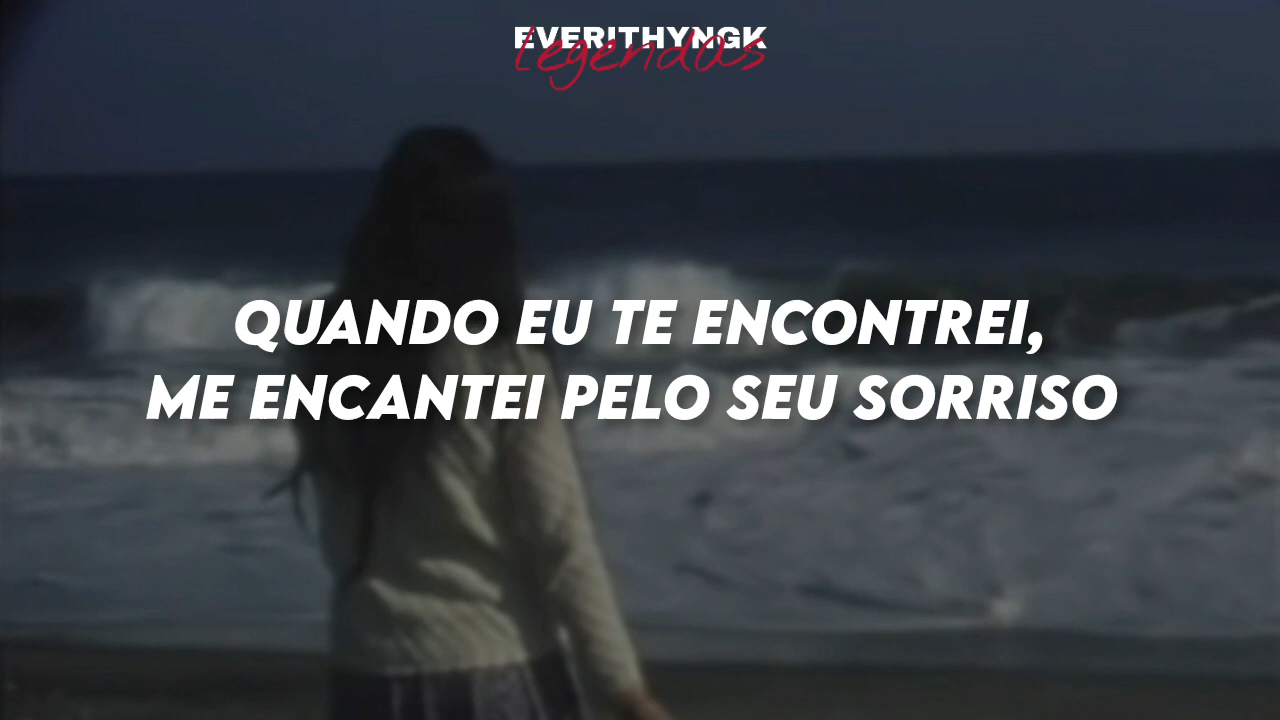 EVERITHYNGK
Legendas
QUANDO EU TE ENCONTREI,
ME ENCANTEI PELO SEU SORRISO